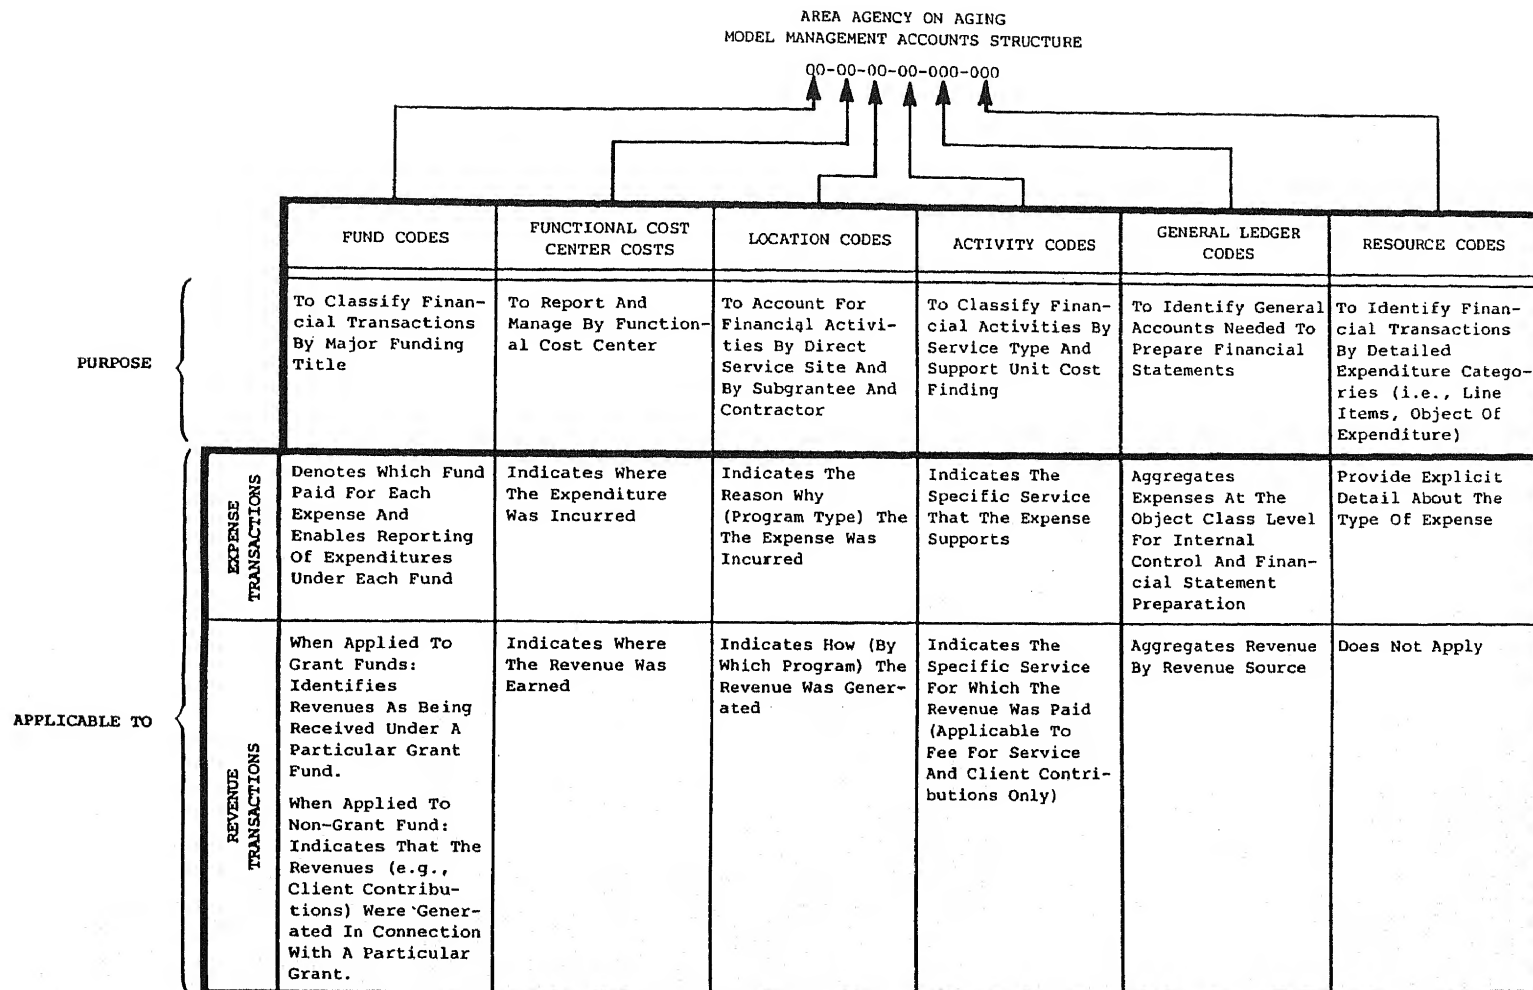 AREA AGENCY ON AGING
MODEL MANAGEMENT ACCOUNTS STRUCTURE
00-00-00-00-000-000
FUND CODES
FUNCTIONAL COST
CENTER COSTS
LOCATION CODES
ACTIVITY CODES
GENERAL LEDGER
CODES
RESOURCE CODES
PURPOSE
To Classify Finan-
cial Transactions
By Major Funding
Title
To Report And
Manage By Function-
al Cost Center
To Account For
Financial Activi-
ties By Direct
Service Site And
By Subgrantee And
Contractor
To Classify Finan-
cial Activities By
Service Type And
Support Unit Cost
Finding
To Identify General
Accounts Needed To
Prepare Financial
Statements
To Identify Finan-
cial Transactions
By Detailed
Expenditure Catego-
ries (i.e., Line
Items, Object Of
Expenditure)
APPLICABLE TO
EXPENSE
TRANSACTIONS
Denotes Which Fund
Paid For Each
Expense And
Enables Reporting
Of Expenditures
Under Each Fund
Indicates Where
The Expenditure
Was Incurred
Indicates The
Reason Why
(Program Type) The
The Expense Was
Incurred
Indicates The
Specific Service
That The Expense
Supports
Aggregates
Expenses At The
Object Class Level
For Internal
Control And Finan-
cial Statement
Preparation
Provide Explicit
Detail About The
Type Of Expense
REVENUE
TRANSACTIONS
When Applied To
Grant Funds:
Identifies
Revenues As Being
Received Under A
Particular Grant
Fund.
When Applied To
Non-Grant Fund:
Indicates That The
Revenues (e.g.,
Client Contribu-
tions) Were Gener-
ated In Connection
With A Particular
Grant.
Indicates Where
The Revenue Was
Earned
Indicates How (By
Which Program) The
Revenue Was Gener-
ated
Indicates The
Specific Service
For Which The
Revenue Was Paid
(Applicable To
Fee For Service
And Client Contri-
butions Only)
Aggregates Revenue
By Revenue Source
Does Not Apply